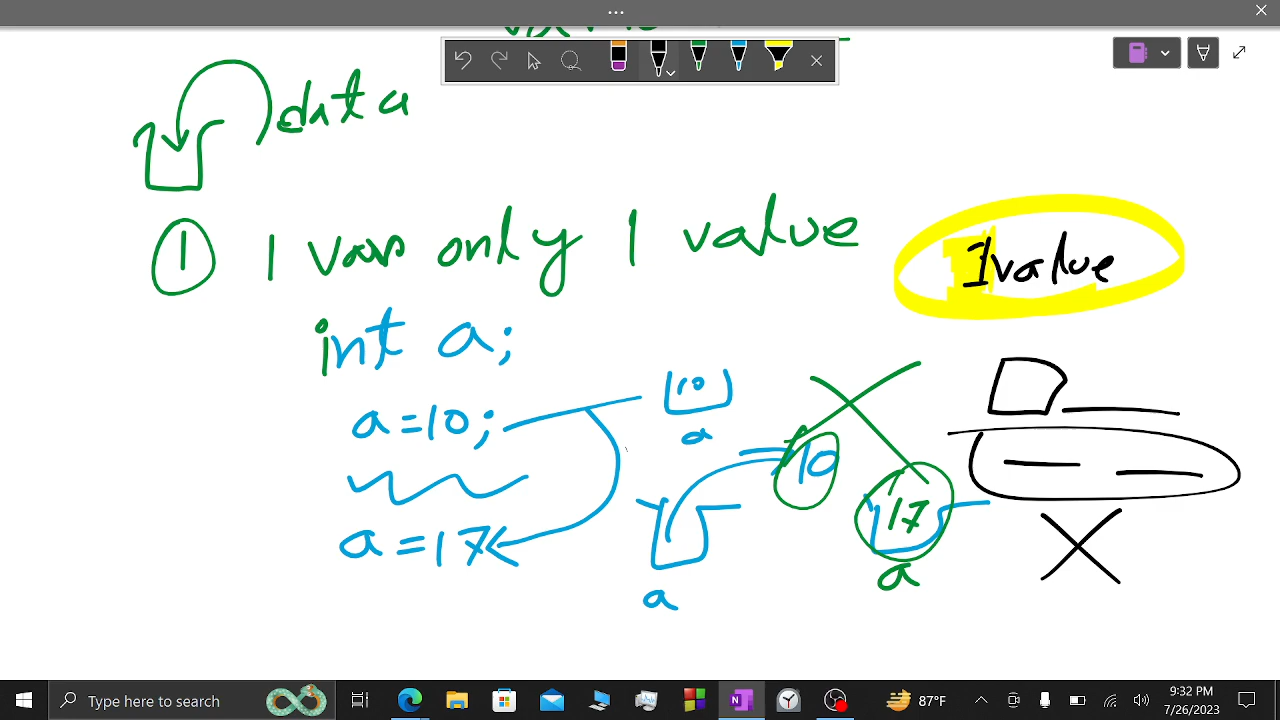 data
1 1 var only 1 value
1value
int a;
a=10;
10
a
10
a=17
a
17
a
Type here to search
87°F
9:32 PM
7/26/2023